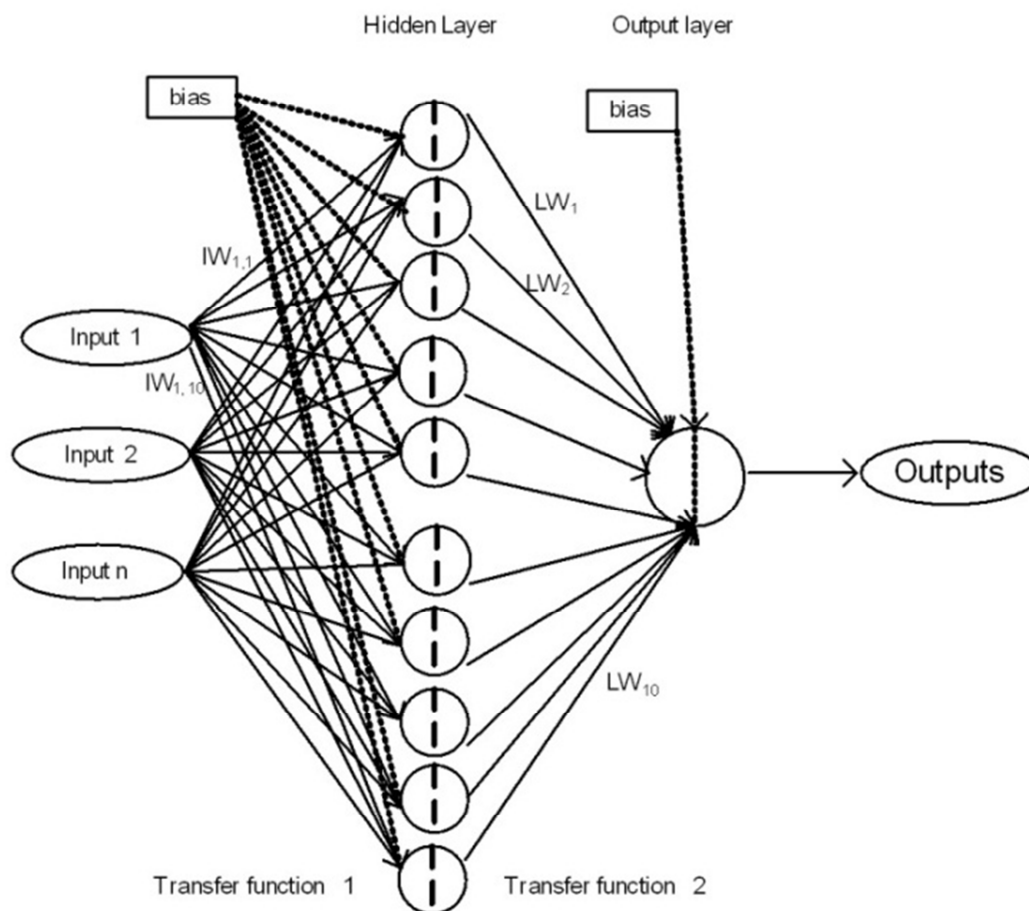 Hidden Layer
Output layer
bias
bias
LW1
IW1,1
LW2
Input 1
IW1,10
Input 2
Outputs
Input n
LW10
Transfer function 1
Transfer function 2